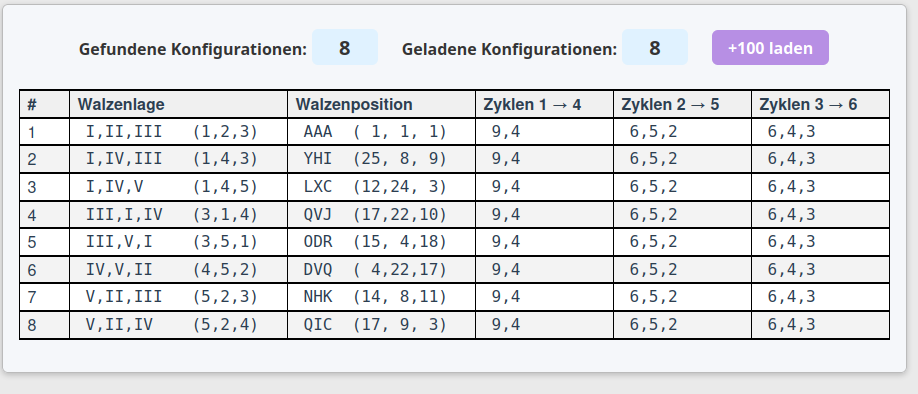 Gefundene Konfigurationen: 8 Geladene Konfigurationen: 8 +100 laden
# Walzenlage Walzenposition Zyklen 1 → 4 Zyklen 2 → 5 Zyklen 3 → 6
1 I,II,III (1,2,3) AAA ( 1, 1, 1) 9,4 6,5,2 6,4,3
2 I,IV,III (1,4,3) YHI (25, 8, 9) 9,4 6,5,2 6,4,3
3 I,IV,V (1,4,5) LXC (12,24, 3) 9,4 6,5,2 6,4,3
4 III,I,IV (3,1,4) QVJ (17,22,10) 9,4 6,5,2 6,4,3
5 III,V,I (3,5,1) ODR (15, 4,18) 9,4 6,5,2 6,4,3
6 IV,V,II (4,5,2) DVQ ( 4,22,17) 9,4 6,5,2 6,4,3
7 V,II,III (5,2,3) NHK (14, 8,11) 9,4 6,5,2 6,4,3
8 V,II,IV (5,2,4) QIC (17, 9, 3) 9,4 6,5,2 6,4,3